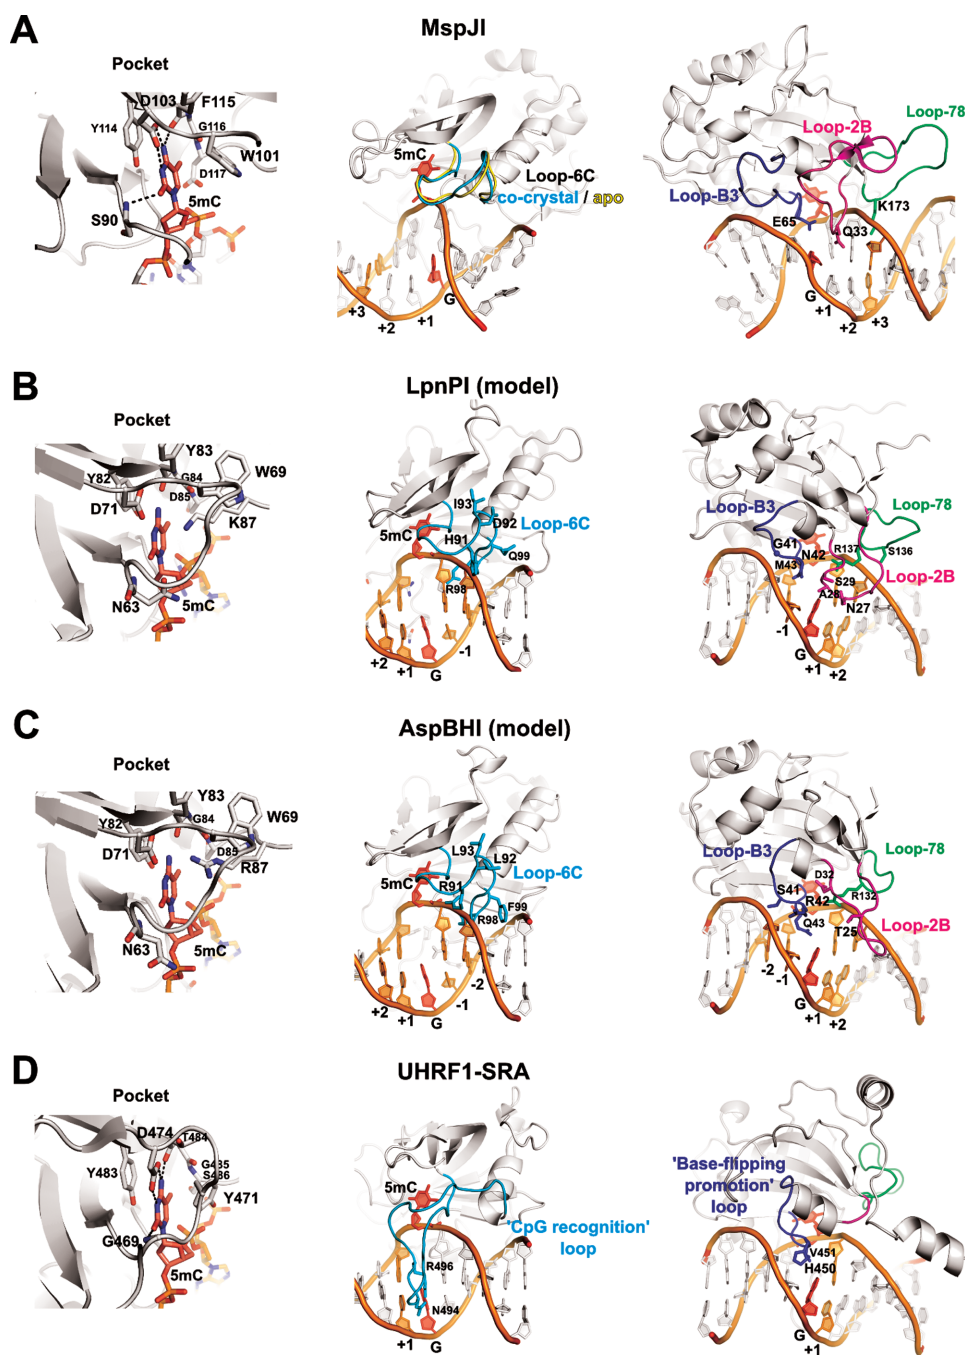 A
MspJI
Pocket
D103
F115
Y114
G116
W101
D117
S90
5mC
5mC
Loop-6C
co-crystal / apo
+3
+2
+1
G
Loop-78
Loop-2B
Loop-B3
K173
E65
Q33
G
+1
+2
+3
B
LpnPI (model)
Pocket
Y83
W69
Y82
G84
D85
D71
K87
N63
5mC
I93
D92
5mC
Loop-6C
H91
Q99
R98
-1
+2
+1
G
Loop-B3
Loop-78
G41
R137
N42
S136
M43
S29
Loop-2B
A28
N27
-1
G
+2
C
AspBHI (model)
Pocket
Y83
W69
Y82
G84
D71
D85
R87
N63
5mC
L93
L92
5mC
R91
Loop-6C
F99
R98
-2
-1
+2
+1
G
Loop-B3
Loop-78
D32
S41
R42
R132
Q43
T25
Loop-2B
-2
-1
G
+1
+2
D
UHRF1-SRA
Pocket
D474
T484
Y483
G485
S486
Y471
G469
5mC
5mC
'CpG recognition'
loop
R496
N494
+1
G
'Base-flipping
promotion'
loop
V451
H450
G
+1